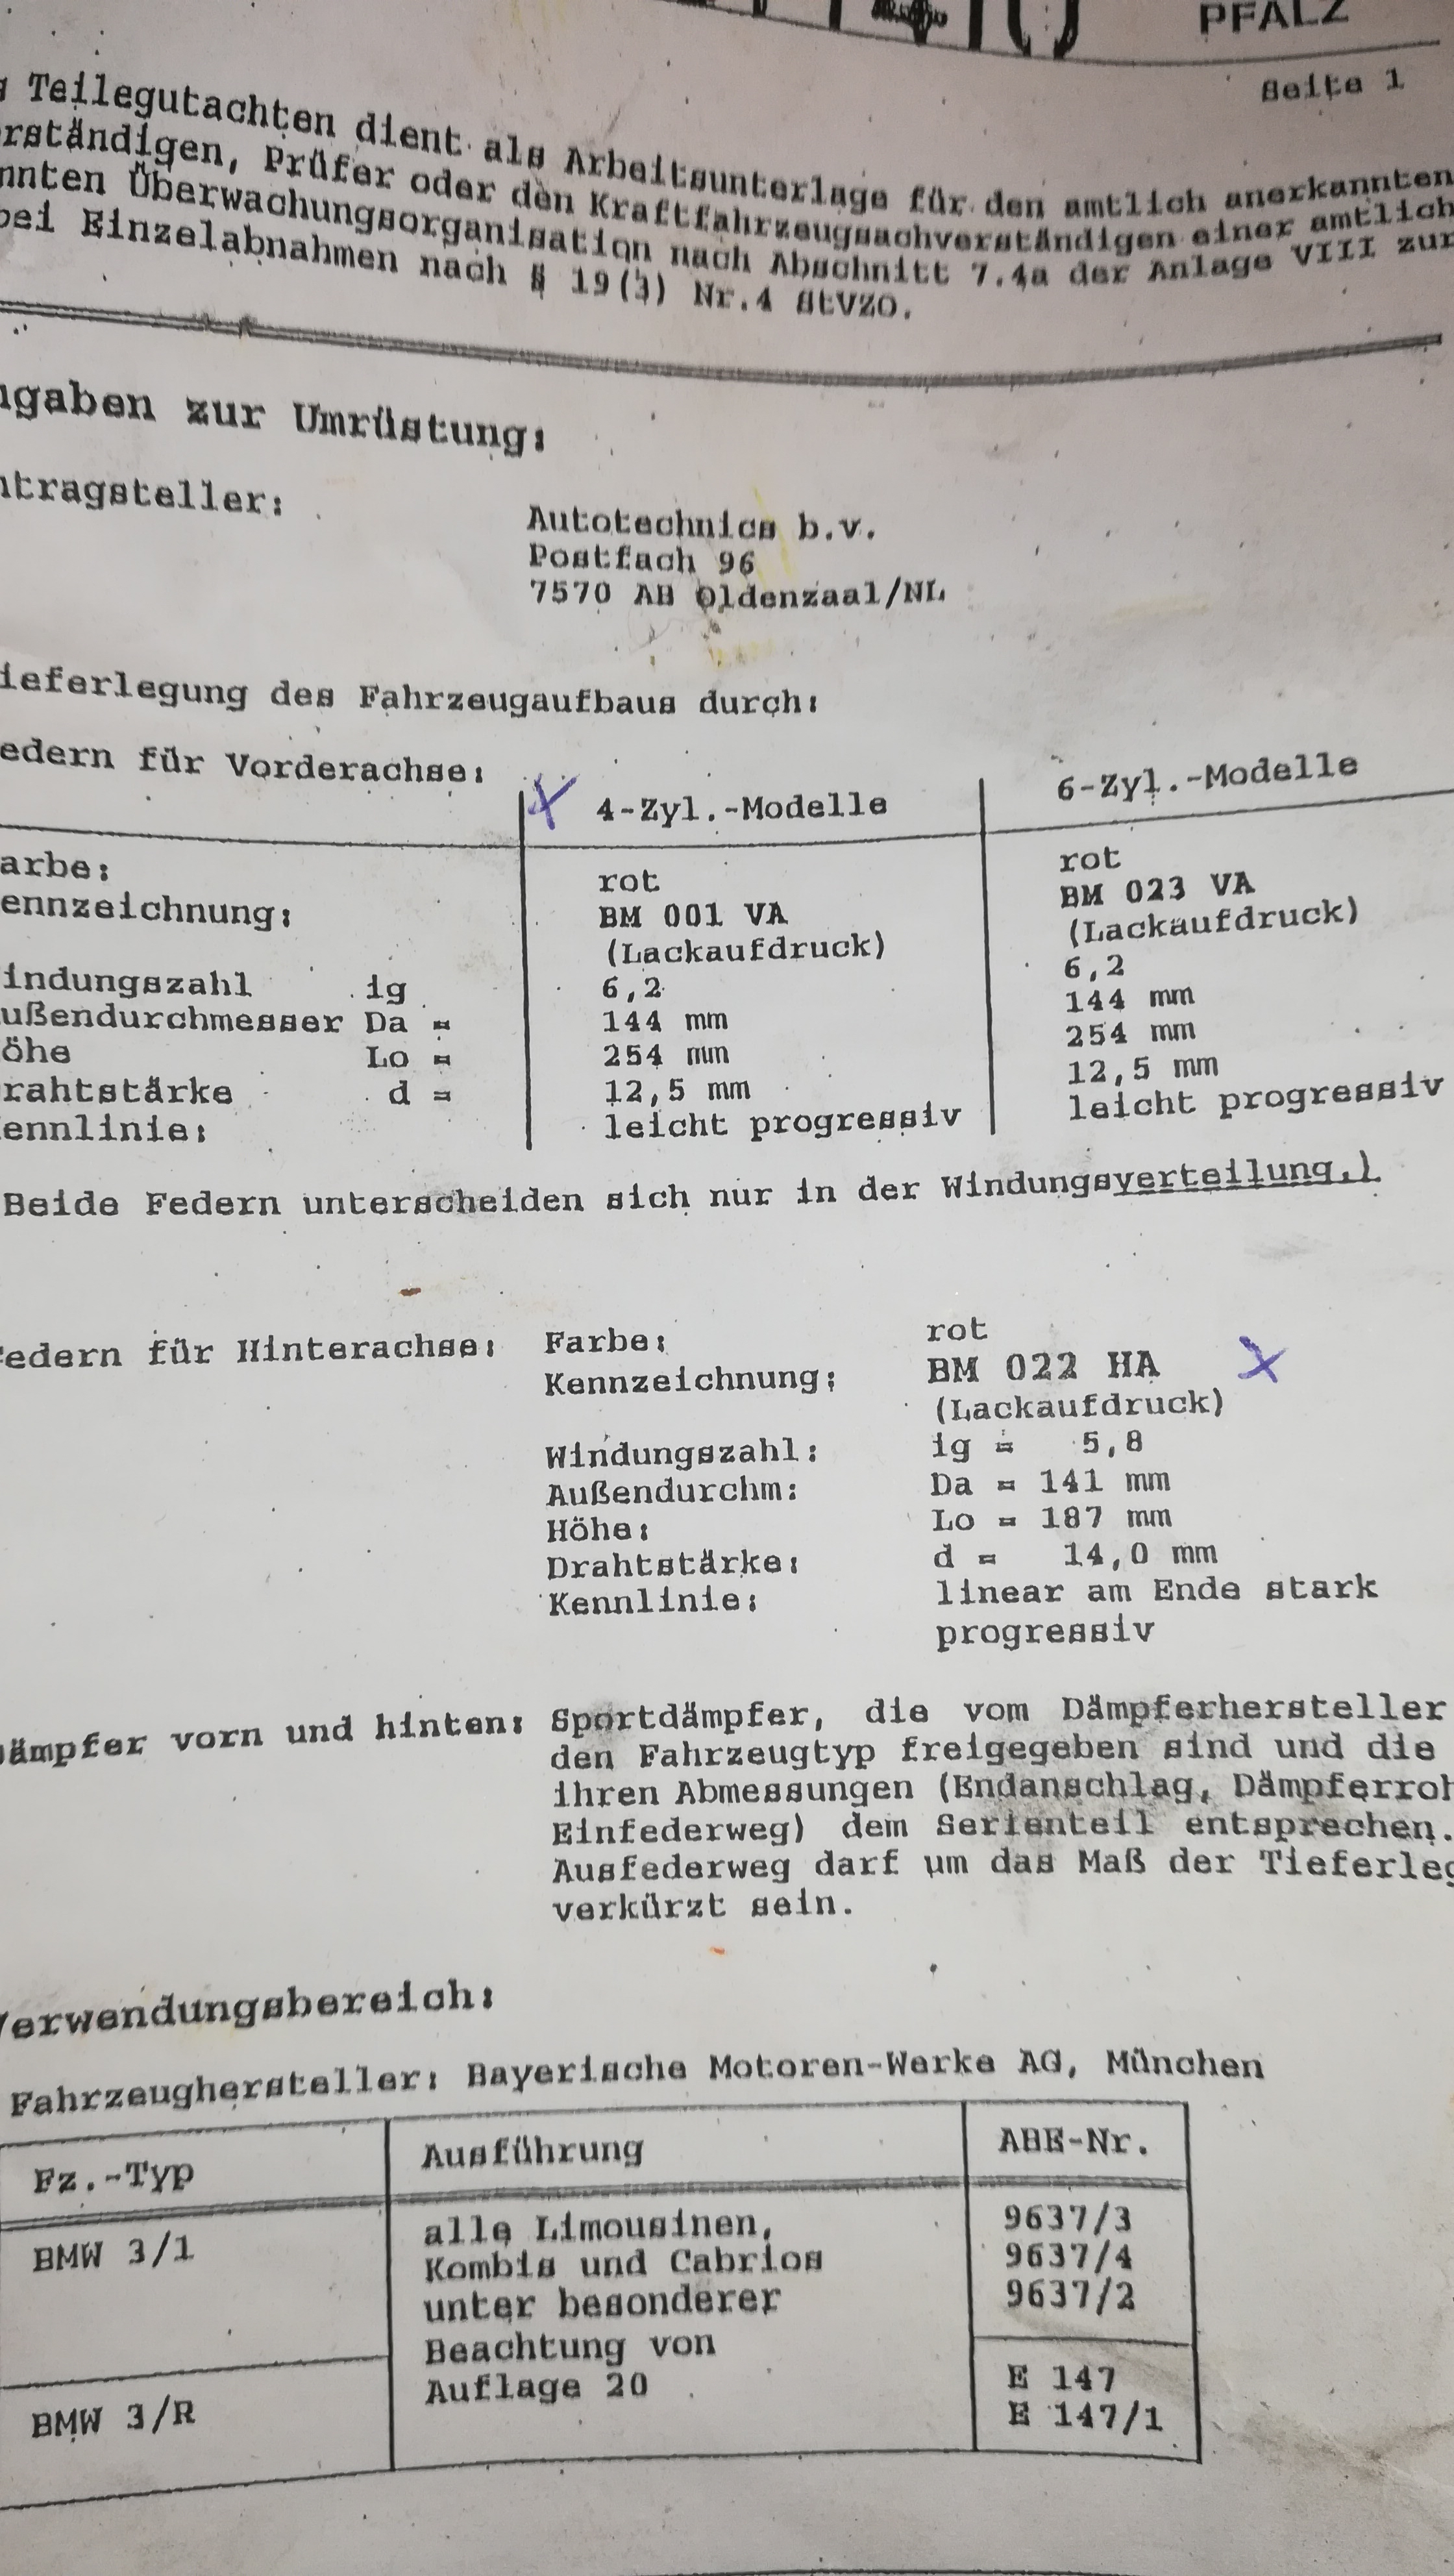 PFALZ
Seite 1
Teilegutachten dient als Arbeitsunterlage für den amtlich anerkannten
rständigen, Prüfer oder den Kraftfahrzeugsachverständigen einer amtlich
nnten Überwachungsorganisation nach Abschnitt 7.4a der Anlage VIII zur
bei Einzelabnahmen nach § 19(3) Nr.4 StVZO.
ngaben zur Umrüstung:
ntragsteller:
Autotechnics b.v.
Postfach 96
7570 AB Oldenzaal/NL
ieferlegung des Fahrzeugaufbaus durch:
edern für Vorderachse:
X 4-Zyl.-Modelle 6-Zyl.-Modelle
arbe: rot rot
ennzeichnung: BM 001 VA BM 023 VA
(Lackaufdruck) (Lackaufdruck)
indungszahl ig 6,2 6,2
ußendurchmesser Da = 144 mm 144 mm
öhe Lo = 254 mm 254 mm
rahtstärke d = 12,5 mm 12,5 mm
ennlinie: leicht progressiv leicht progressiv
Beide Federn unterscheiden sich nur in der Windungsverteilung.)
edern für Hinterachse: Farbe: rot
Kennzeichnung: BM 022 HA X
(Lackaufdruck)
Windungszahl: ig = 5,8
Außendurchm: Da = 141 mm
Höhe: Lo = 187 mm
Drahtstärke: d = 14,0 mm
Kennlinie: linear am Ende stark
progressiv
ämpfer vorn und hinten: Sportdämpfer, die vom Dämpferhersteller
den Fahrzeugtyp freigegeben sind und die
ihren Abmessungen (Endanschlag, Dämpferroh
Einfederweg) dem Serienteil entsprechen.
Ausfederweg darf um das Maß der Tieferleg
verkürzt sein.
Verwendungsbereich:
Fahrzeughersteller: Bayerische Motoren-Werke AG, München
Fz.-Typ Ausführung ABE-Nr.
BMW 3/1 alle Limousinen, 9637/3
Kombis und Cabrios 9637/4
unter besonderer 9637/2
Beachtung von
BMW 3/R Auflage 20 E 147
E 147/1